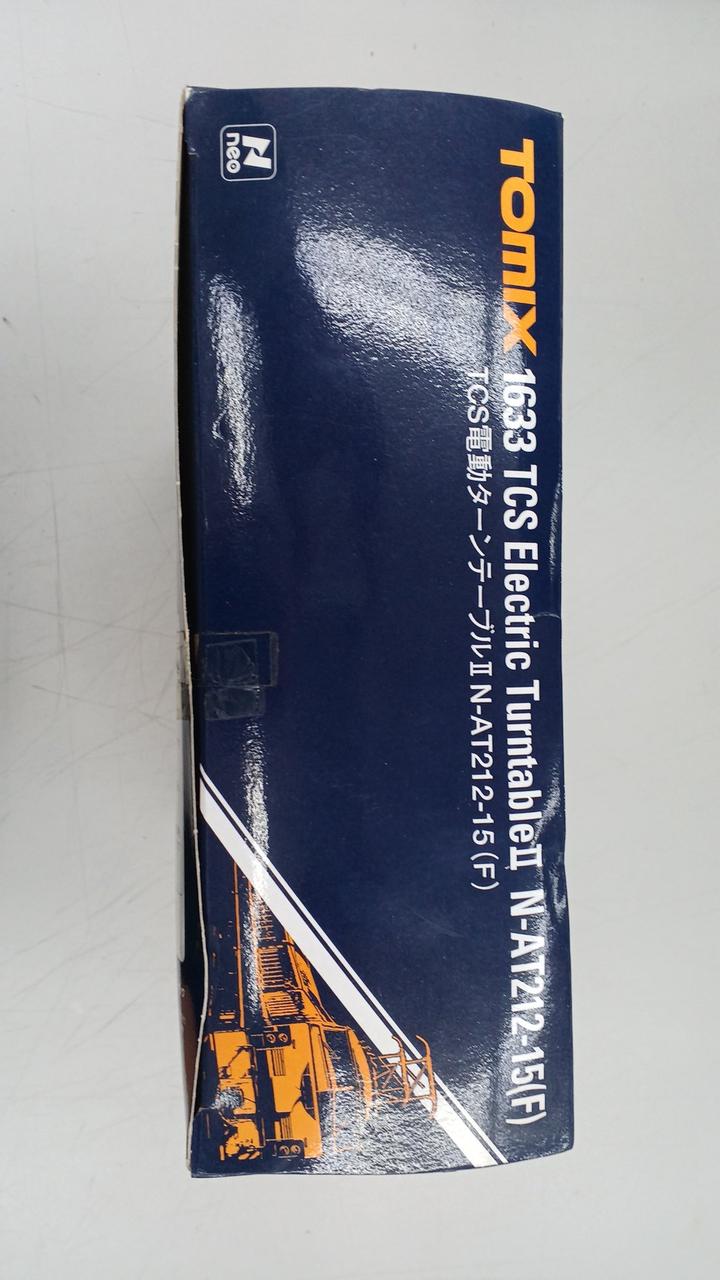 TOMIX 1633 TCS Electric TurntableⅡ N-AT212-15(F)
TCS電動ターンテーブルⅡ N-AT212-15(F)
N
neo